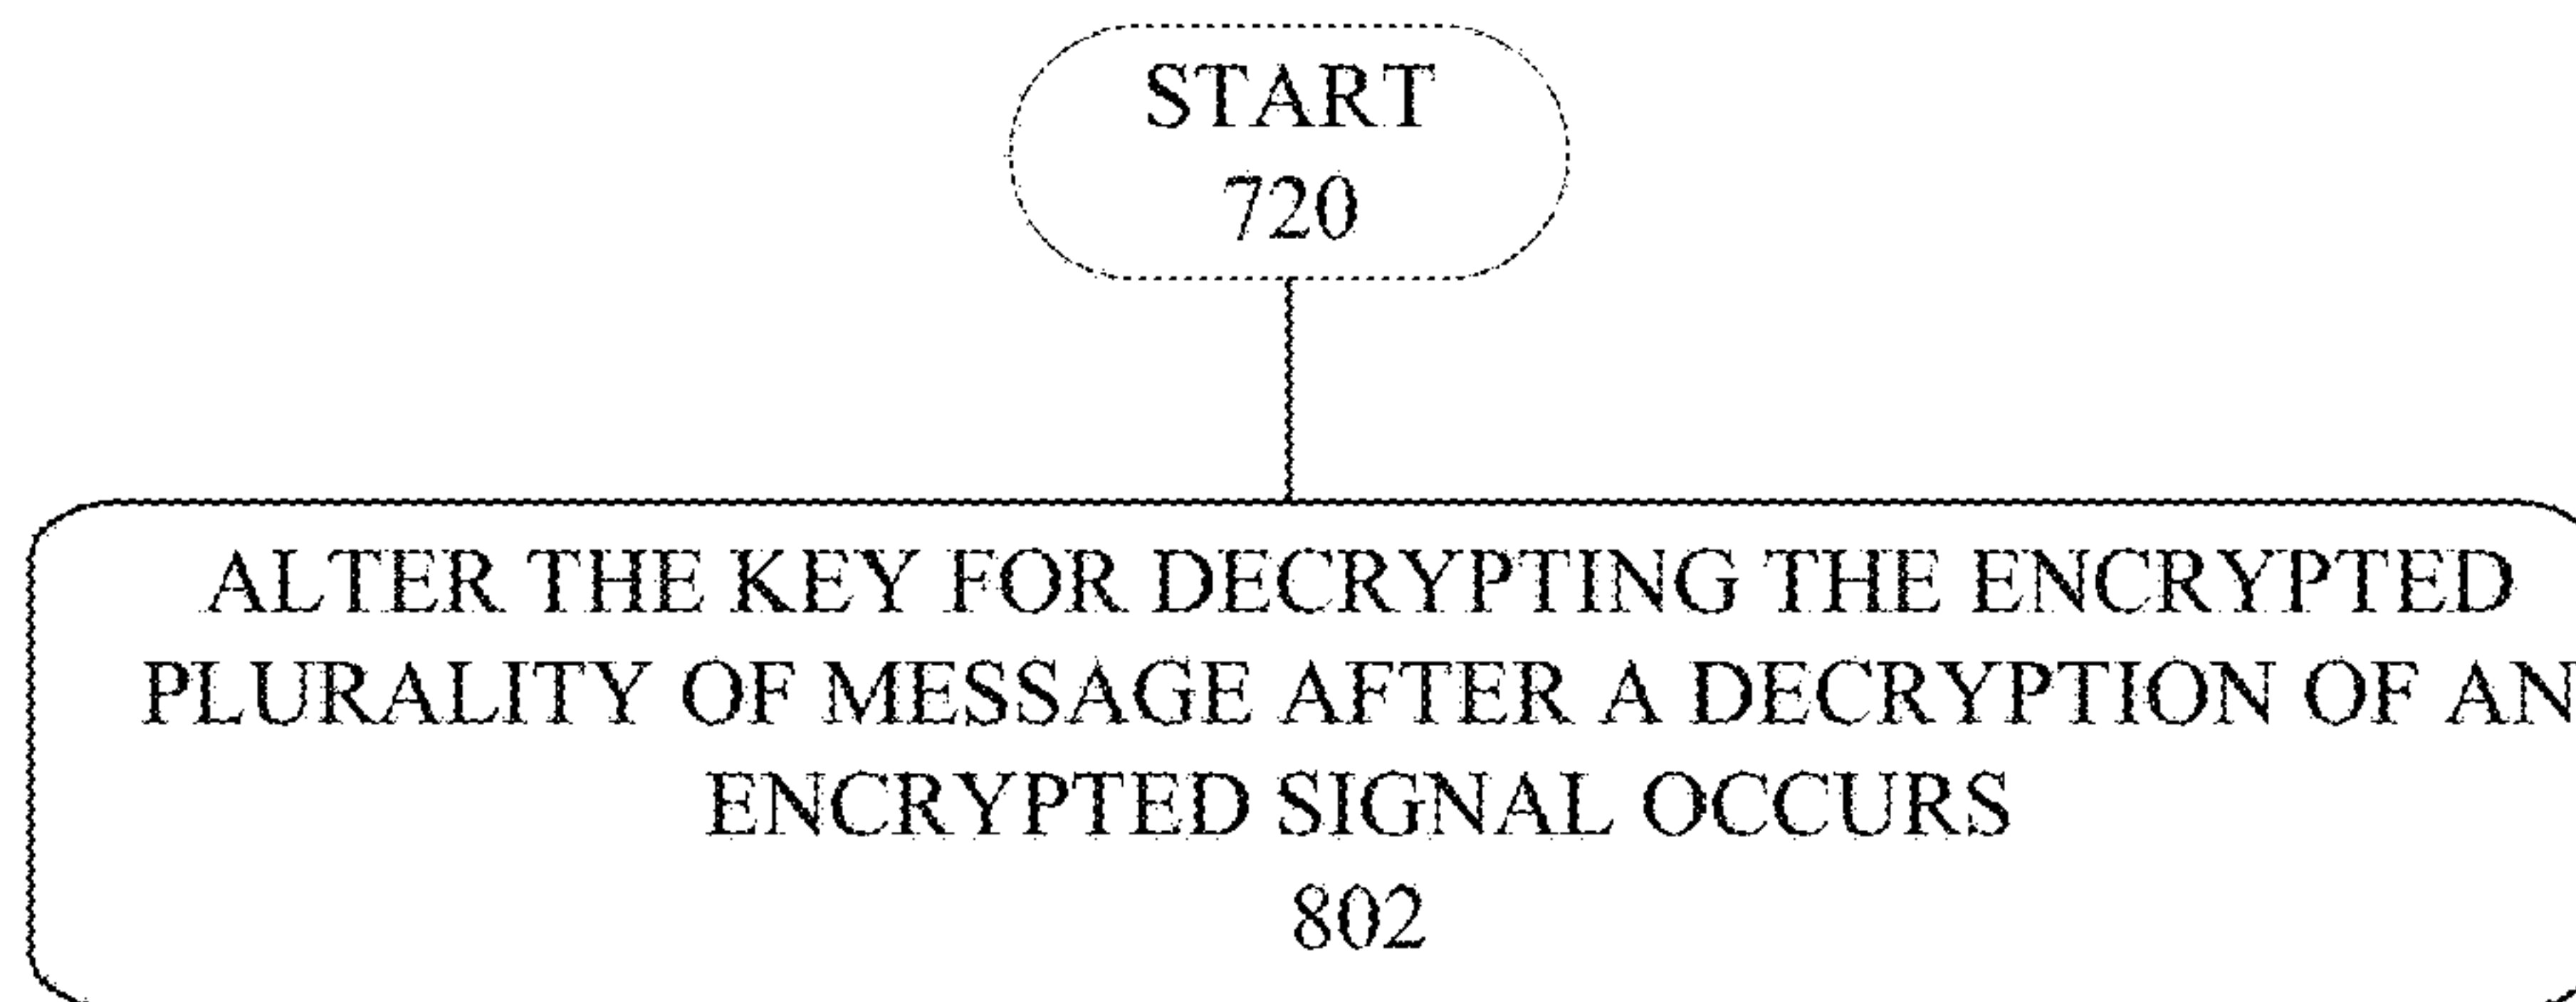 START
720
ALTER THE KEY FOR DECRYPTING THE ENCRYPTED
PLURALITY OF MESSAGE AFTER A DECRYPTION OF AN
ENCRYPTED SIGNAL OCCURS
802